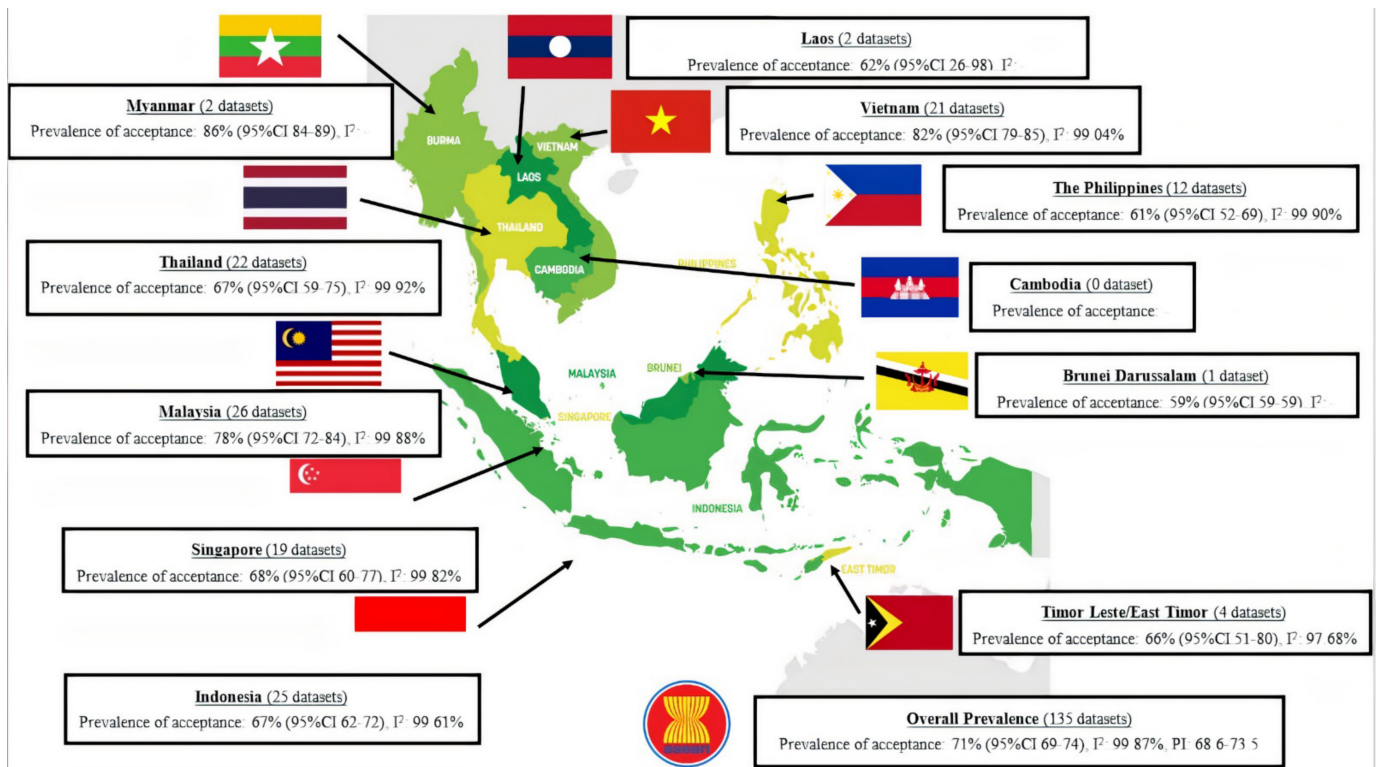 Laos (2 datasets)
Prevalence of acceptance: 62% (95%CI 26-98), I²:
Myanmar (2 datasets)
Prevalence of acceptance: 86% (95%CI 84-89), I²: -
Vietnam (21 datasets)
Prevalence of acceptance: 82% (95%CI 79-85), I²: 99 04%
BURMA
VIETNAM
LAOS
The Philippines (12 datasets)
Prevalence of acceptance: 61% (95%CI 52-69), I²: 99 90%
THAILAND
PHILIPPINES
CAMBODIA
Thailand (22 datasets)
Prevalence of acceptance: 67% (95%CI 59-75), I²: 99 92%
Cambodia (0 dataset)
Prevalence of acceptance: -
MALAYSIA
BRUNEI
SINGAPORE
Brunei Darussalam (1 dataset)
Prevalence of acceptance: 59% (95%CI 59-59), I²: -
Malaysia (26 datasets)
Prevalence of acceptance: 78% (95%CI 72-84), I²: 99 88%
INDONESIA
Singapore (19 datasets)
Prevalence of acceptance: 68% (95%CI 60-77), I²: 99 82%
EAST TIMOR
Timor Leste/East Timor (4 datasets)
Prevalence of acceptance: 66% (95%CI 51-80), I²: 97 68%
Indonesia (25 datasets)
Prevalence of acceptance: 67% (95%CI 62-72), I²: 99 61%
asean
Overall Prevalence (135 datasets)
Prevalence of acceptance: 71% (95%CI 69-74), I²: 99 87%, PI: 68 6-73 5